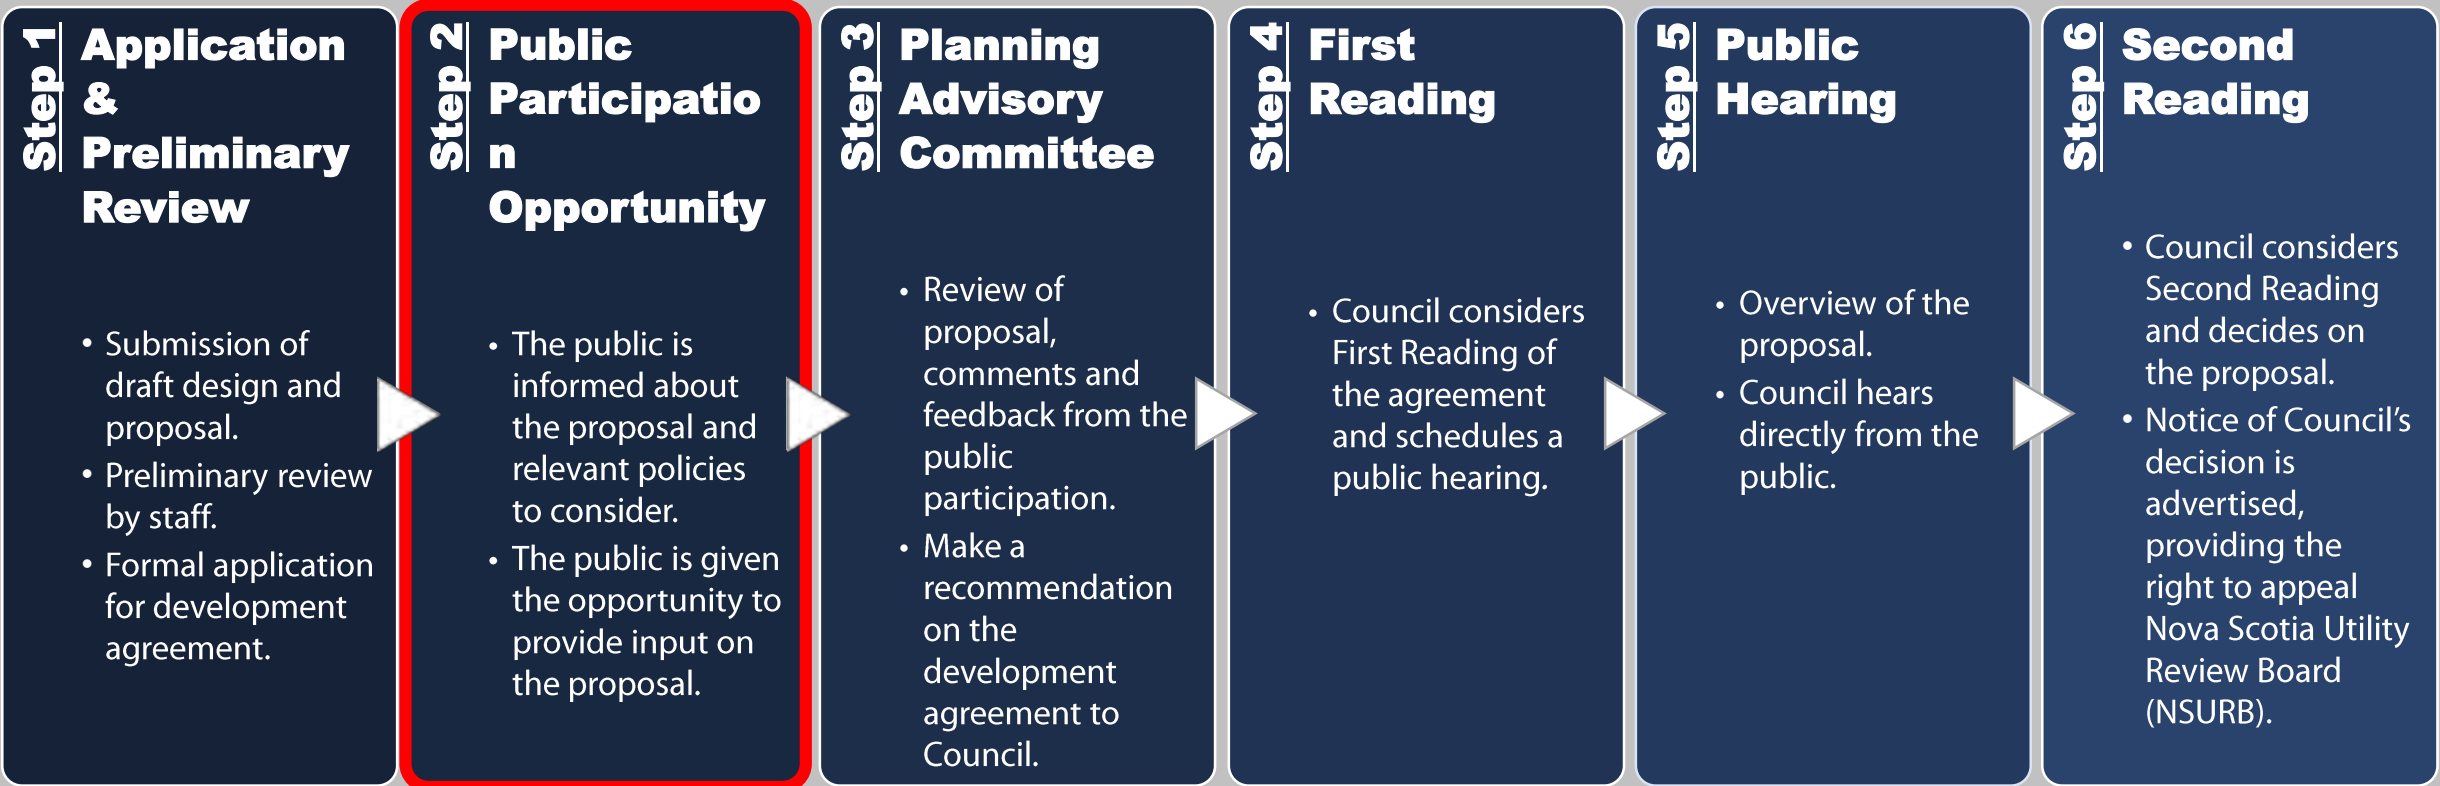 Step 1
Application
&
Preliminary
Review
• Submission of
draft design and
proposal.
• Preliminary review
by staff.
• Formal application
for development
agreement.
Step 2
Public
Participatio
n
Opportunity
• The public is
informed about
the proposal and
relevant policies
to consider.
• The public is given
the opportunity to
provide input on
the proposal.
Step 3
Planning
Advisory
Committee
• Review of
proposal,
comments and
feedback from the
public
participation.
• Make a
recommendation
on the
development
agreement to
Council.
Step 4
First
Reading
• Council considers
First Reading of
the agreement
and schedules a
public hearing.
Step 5
Public
Hearing
• Overview of the
proposal.
• Council hears
directly from the
public.
Step 6
Second
Reading
• Council considers
Second Reading
and decides on
the proposal.
• Notice of Council’s
decision is
advertised,
providing the
right to appeal
Nova Scotia Utility
Review Board
(NSURB).